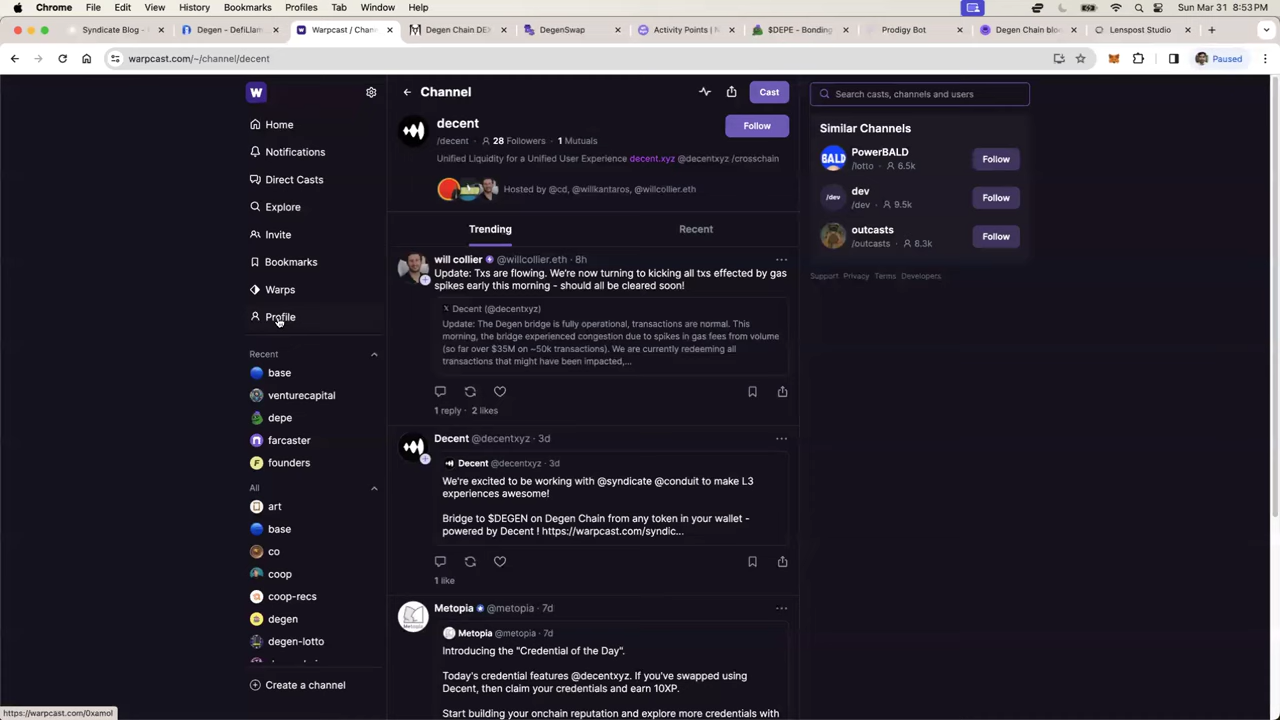 Chrome File Edit View History Bookmarks Profiles Tab Window Help
Sun Mar 31 8:53 PM
Syndicate Blog -
Degen - DefiLlam
Warpcast / Chann
Degen Chain DEX
DegenSwap
Activity Points | N
$DEPE - Bonding
Prodigy Bot
Degen Chain bloc
Lenspost Studio
warpcast.com/~/channel/decent
Paused
Home
Notifications
Direct Casts
Explore
Invite
Bookmarks
Warps
Profile
Recent
base
venturecapital
depe
farcaster
founders
All
art
base
co
coop
coop-recs
degen
degen-lotto
Create a channel
https://warpcast.com/0xamol
Channel
Cast
decent
Follow
/decent 28 Followers 1 Mutuals
Unified Liquidity for a Unified User Experience decent.xyz @decentxyz /crosschain
Hosted by @cd, @willkantaros, @willcollier.eth
Trending
Recent
will collier @willcollier.eth · 8h
Update: Txs are flowing. We're now turning to kicking all txs effected by gas
spikes early this morning - should all be cleared soon!
Decent (@decentxyz)
Update: The Degen bridge is fully operational, transactions are normal. This
morning, the bridge experienced congestion due to spikes in gas fees from volume
(so far over $35M on ~50k transactions). We are currently redeeming all
transactions that might have been impacted,...
1 reply · 2 likes
Decent @decentxyz · 3d
Decent @decentxyz · 3d
We're excited to be working with @syndicate @conduit to make L3
experiences awesome!
Bridge to $DEGEN on Degen Chain from any token in your wallet -
powered by Decent ! https://warpcast.com/syndic...
1 like
Metopia @metopia · 7d
Metopia
Metopia @metopia · 7d
Introducing the "Credential of the Day".
Today's credential features @decentxyz. If you've swapped using
Decent, then claim your credentials and earn 10XP.
Start building your onchain reputation and explore more credentials with
Search casts, channels and users
Similar Channels
BALD
PowerBALD
/lotto · 6.5k
Follow
/dev
dev
/dev · 9.5k
Follow
outcasts
/outcasts · 8.3k
Follow
Support Privacy Terms Developers